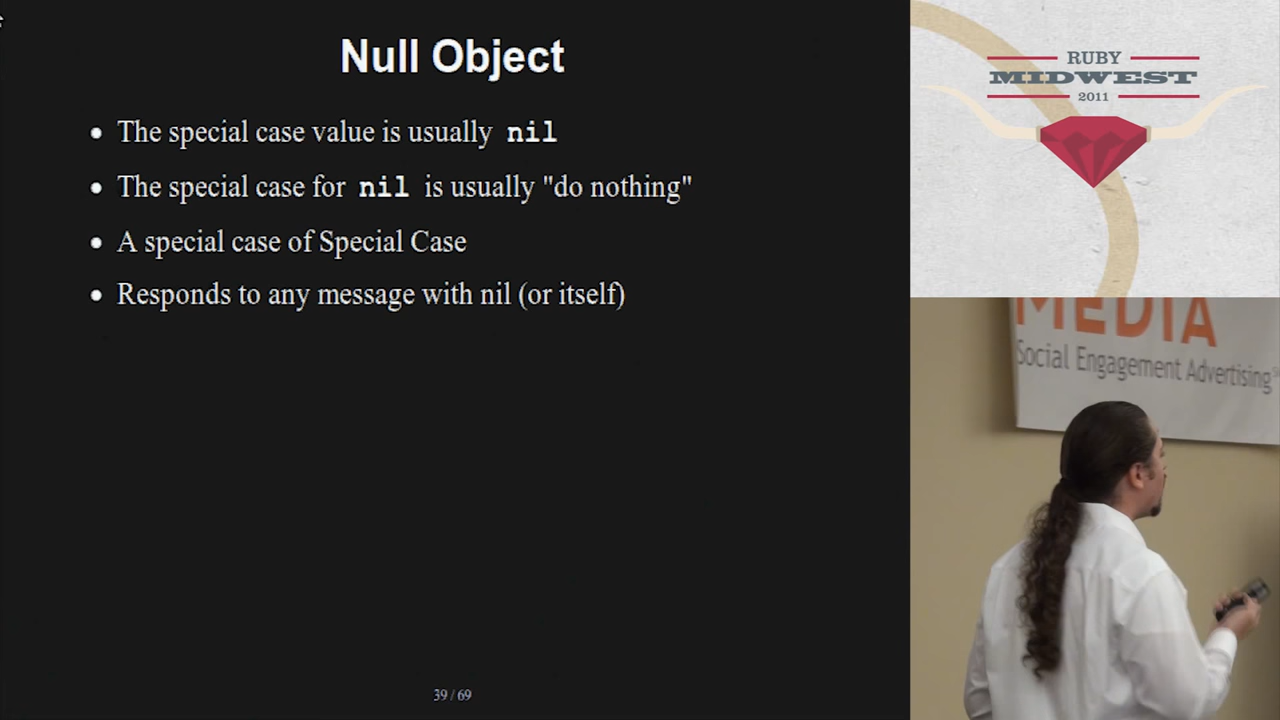 Null Object
The special case value is usually nil
The special case for nil is usually "do nothing"
A special case of Special Case
Responds to any message with nil (or itself)
39 / 69
RUBY
MIDWEST
2011
MEDIA
Social Engagement Advertising